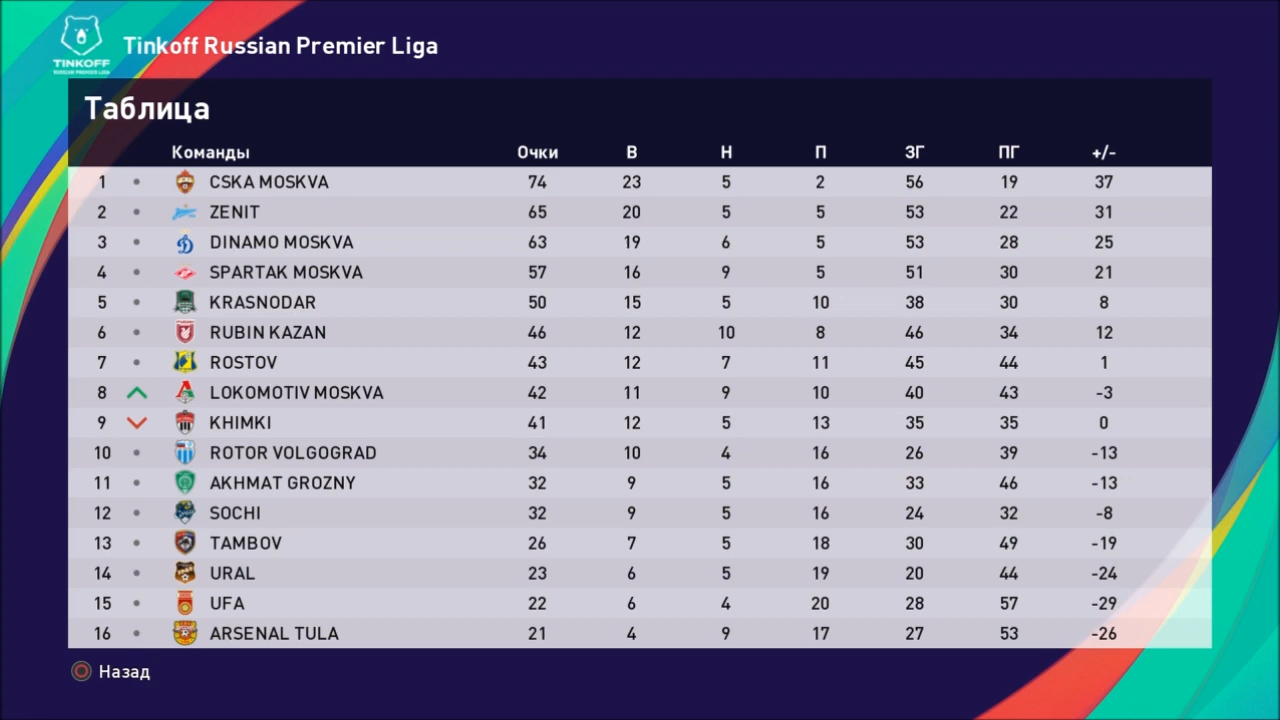 Tinkoff Russian Premier Liga
TINKOFF
RUSSIAN PREMIER LIGA
Таблица
Команды Очки В Н П ЗГ ПГ +/-
1 CSKA MOSKVA 74 23 5 2 56 19 37
2 ZENIT 65 20 5 5 53 22 31
3 DINAMO MOSKVA 63 19 6 5 53 28 25
4 SPARTAK MOSKVA 57 16 9 5 51 30 21
5 KRASNODAR 50 15 5 10 38 30 8
6 RUBIN KAZAN 46 12 10 8 46 34 12
7 ROSTOV 43 12 7 11 45 44 1
8 LOKOMOTIV MOSKVA 42 11 9 10 40 43 -3
9 KHIMKI 41 12 5 13 35 35 0
10 ROTOR VOLGOGRAD 34 10 4 16 26 39 -13
11 AKHMAT GROZNY 32 9 5 16 33 46 -13
12 SOCHI 32 9 5 16 24 32 -8
13 TAMBOV 26 7 5 18 30 49 -19
14 URAL 23 6 5 19 20 44 -24
15 UFA 22 6 4 20 28 57 -29
16 ARSENAL TULA 21 4 9 17 27 53 -26
Назад